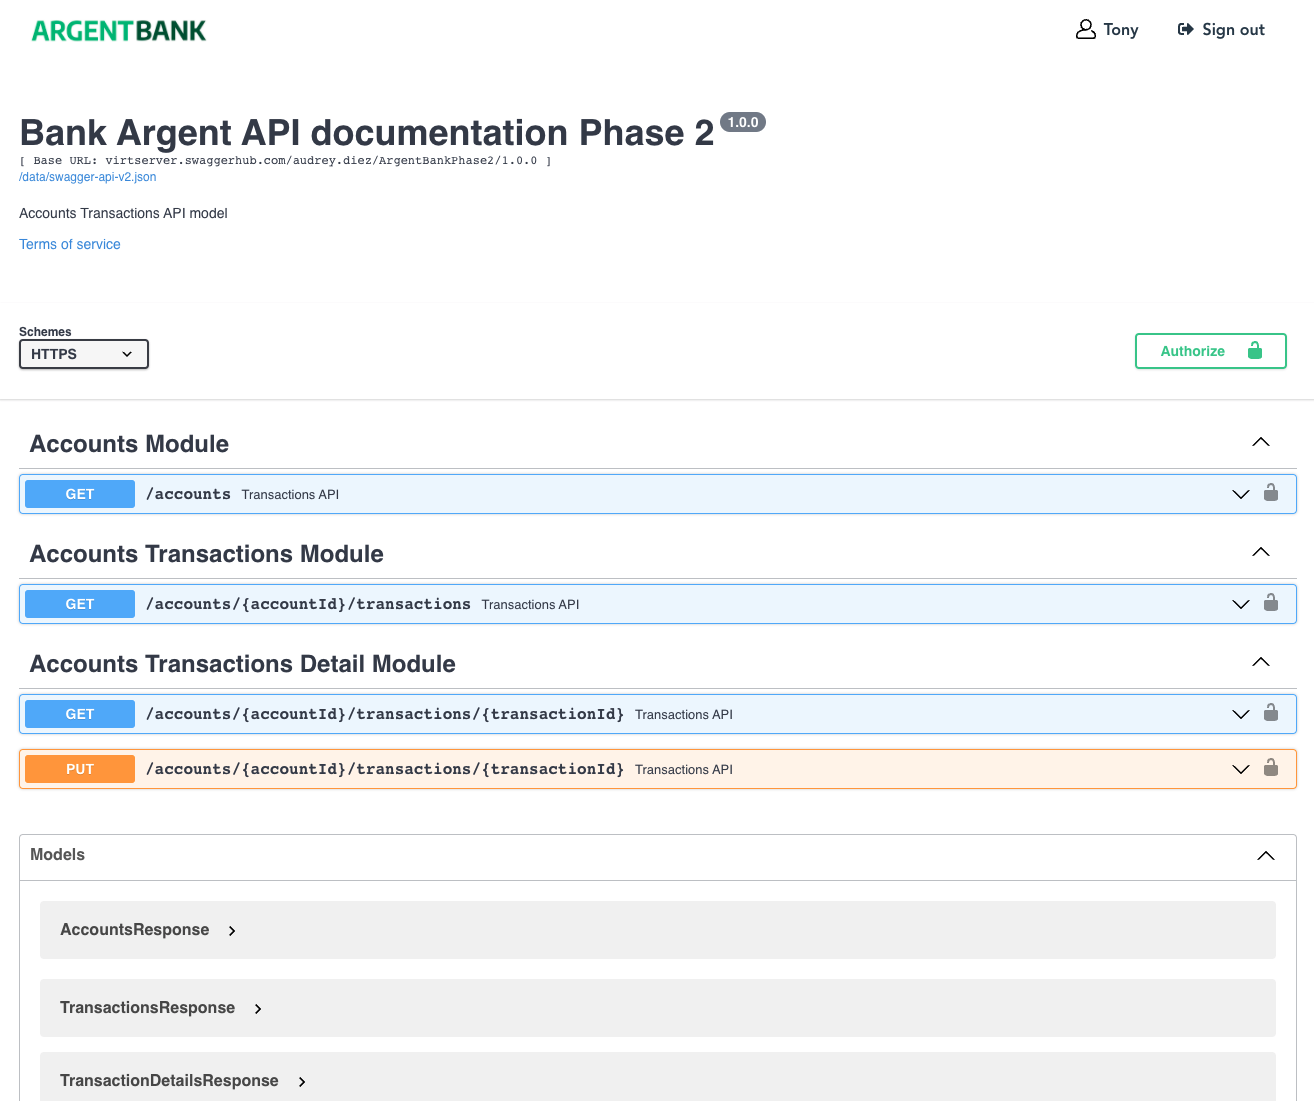 ARGENTBANK
Tony
Sign out
Bank Argent API documentation Phase 2 1.0.0
[ Base URL: virtserver.swaggerhub.com/audrey.diez/ArgentBankPhase2/1.0.0 ]
/data/swagger-api-v2.json
Accounts Transactions API model
Terms of service
Schemes
HTTPS
Authorize
Accounts Module
GET /accounts Transactions API
Accounts Transactions Module
GET /accounts/{accountId}/transactions Transactions API
Accounts Transactions Detail Module
GET /accounts/{accountId}/transactions/{transactionId} Transactions API
PUT /accounts/{accountId}/transactions/{transactionId} Transactions API
Models
AccountsResponse
TransactionsResponse
TransactionDetailsResponse